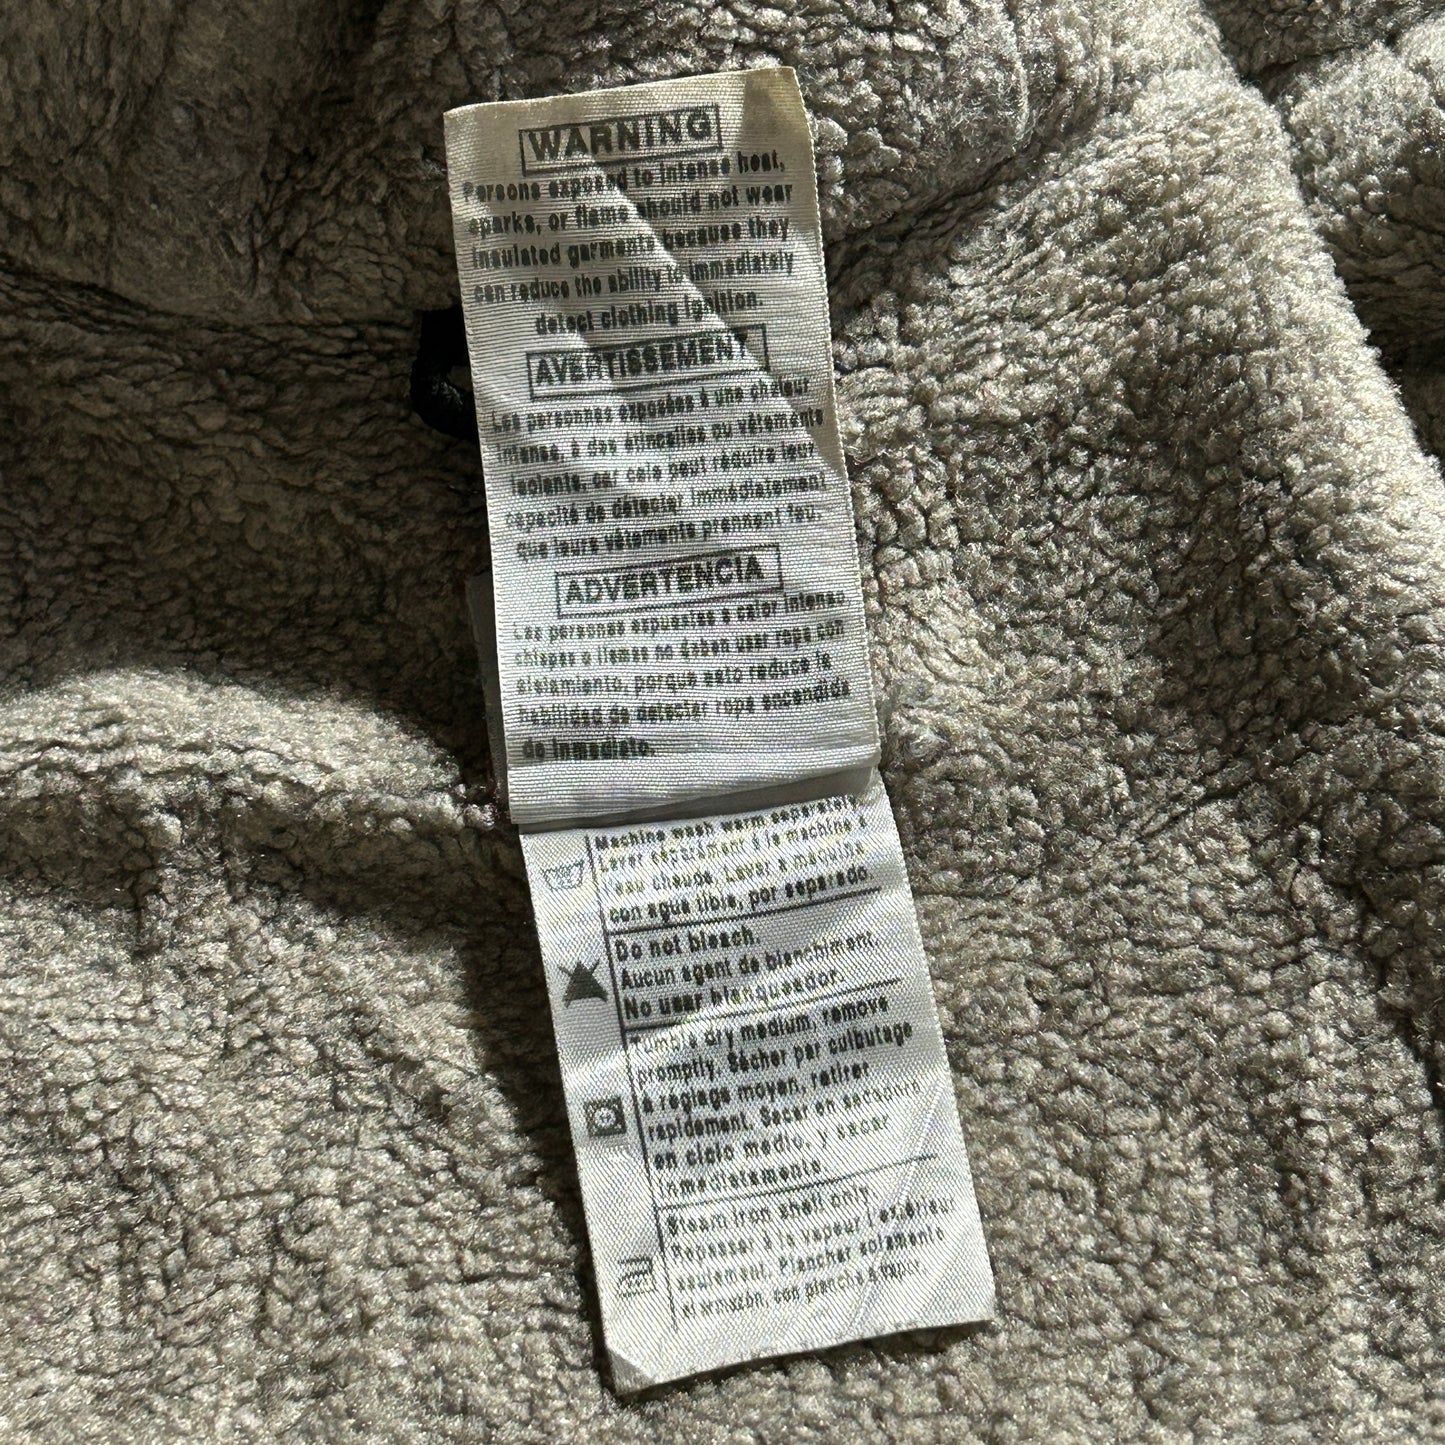 WARNING
Persons exposed to intense heat,
sparks, or flame should not wear
insulated garments because they
can reduce the ability to immediately
detect clothing ignition.
AVERTISSEMENT
Les personnes exposées à une chaleur
intense, à des étincelles ou vêtements
isolants, car cela peut réduire leur
capacité de détecter immédiatement
que leurs vêtements prennent feu.
ADVERTENCIA
Las personas expuestas a calor intenso
chispas o llamas no deben usar ropa con
aislamiento, porque esto reduce la
habilidad de detectar ropa encendida
de inmediato.
Machine wash warm separately
Laver séparément à la machine à
l'eau chaude. Lavar a maquina
con agua tibia, por separado
Do not bleach.
Aucun agent de blanchiment.
No usar blanqueador.
Tumble dry medium, remove
promptly. Sécher par culbutage
à réglage moyen, retirer
rapidement. Secar en secadora
en ciclo medio, y secar
inmediatamente.
Steam iron shell only.
Repasser à la vapeur l'extérieur
seulement. Planchar solamente
el armazón, con plancha a vapor.